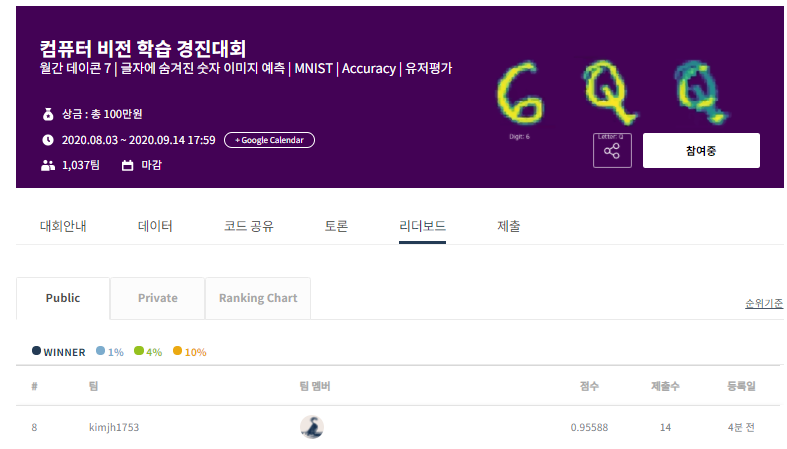 컴퓨터 비전 학습 경진대회
월간 데이콘 7 | 글자에 숨겨진 숫자 이미지 예측 | MNIST | Accuracy | 유저평가
상금 : 총 100만원
2020.08.03 ~ 2020.09.14 17:59 + Google Calendar
1,037팀 마감
Digit: 6
Letter: Q
참여중
대회안내 데이터 코드 공유 토론 리더보드 제출
Public Private Ranking Chart
순위기준
WINNER 1% 4% 10%
# 팀 팀 멤버 점수 제출수 등록일
8 kimjh1753 0.95588 14 4분 전